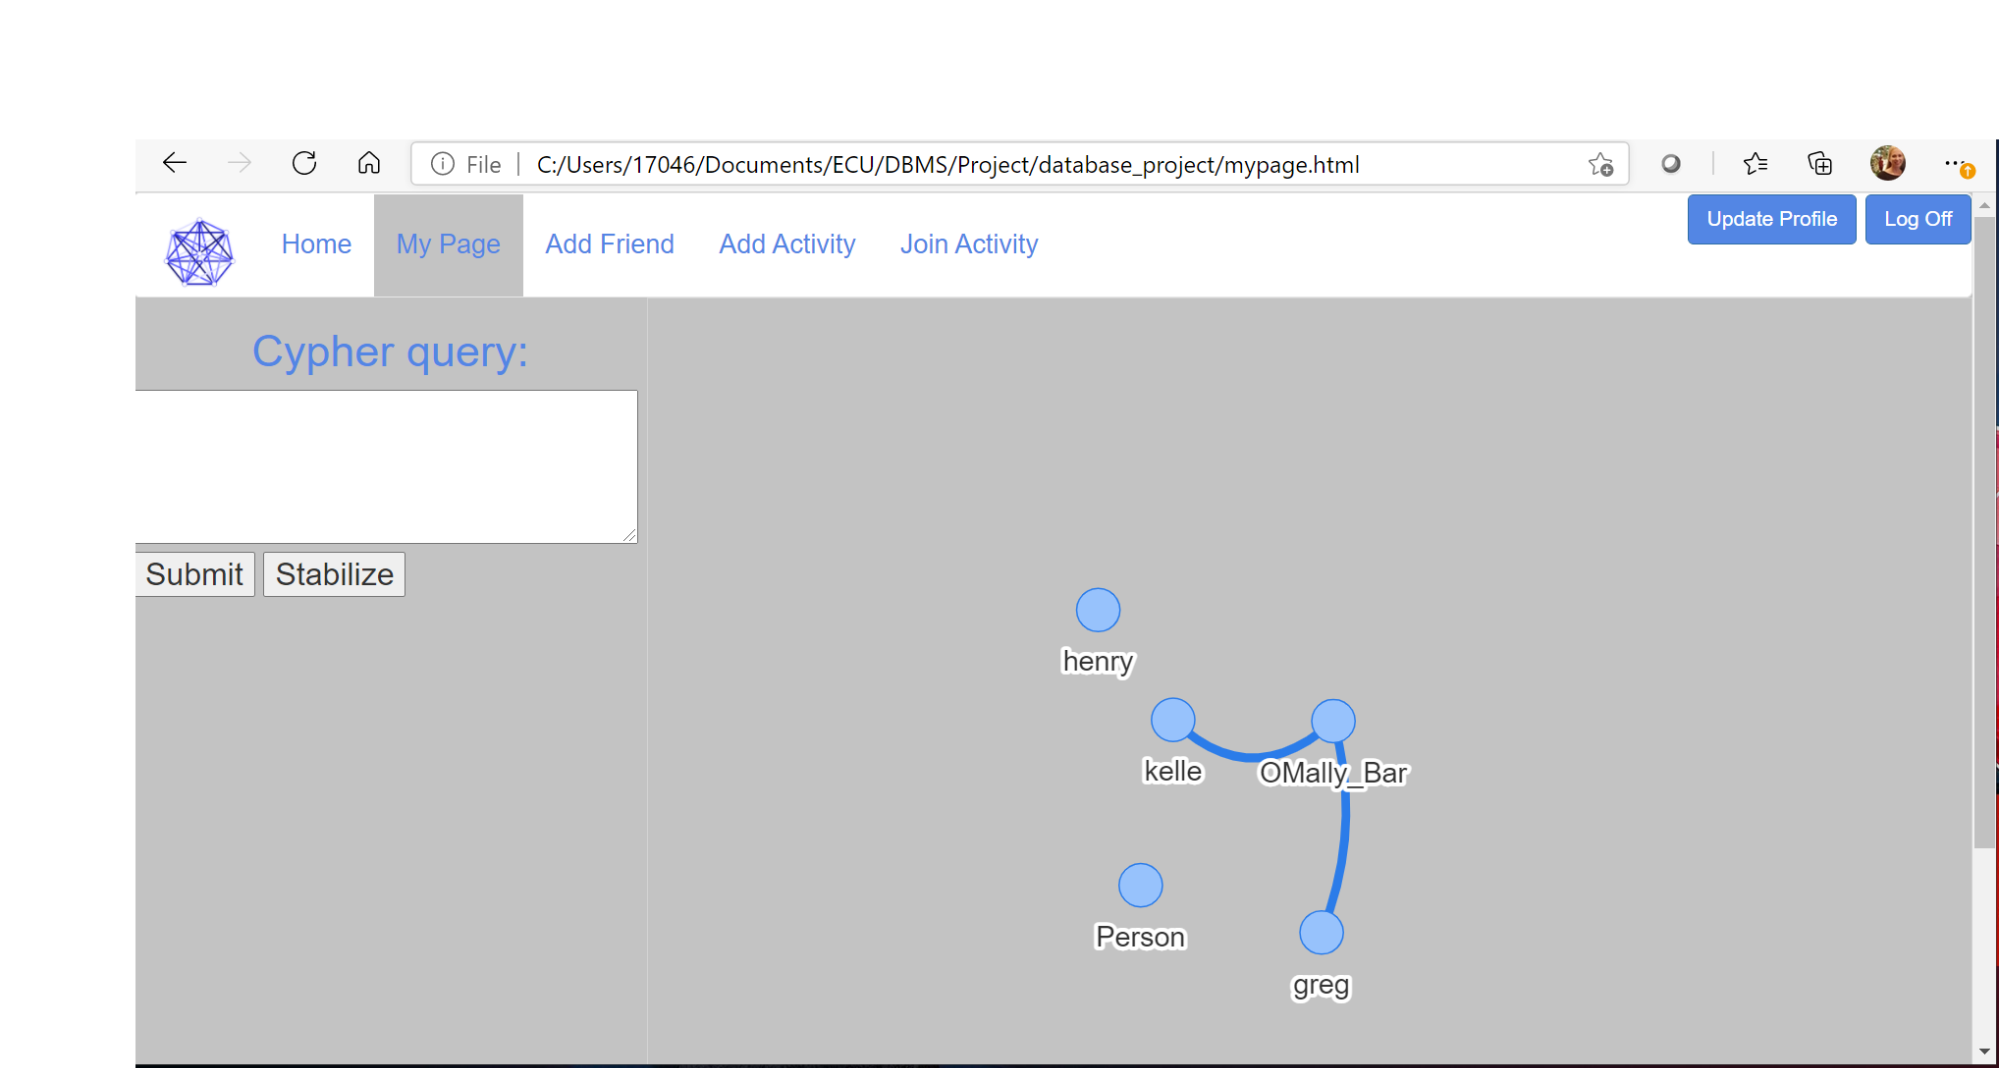 File | C:/Users/17046/Documents/ECU/DBMS/Project/database_project/mypage.html
Home My Page Add Friend Add Activity Join Activity Update Profile Log Off
Cypher query:
Submit Stabilize
henry
kelle OMally_Bar
Person
greg